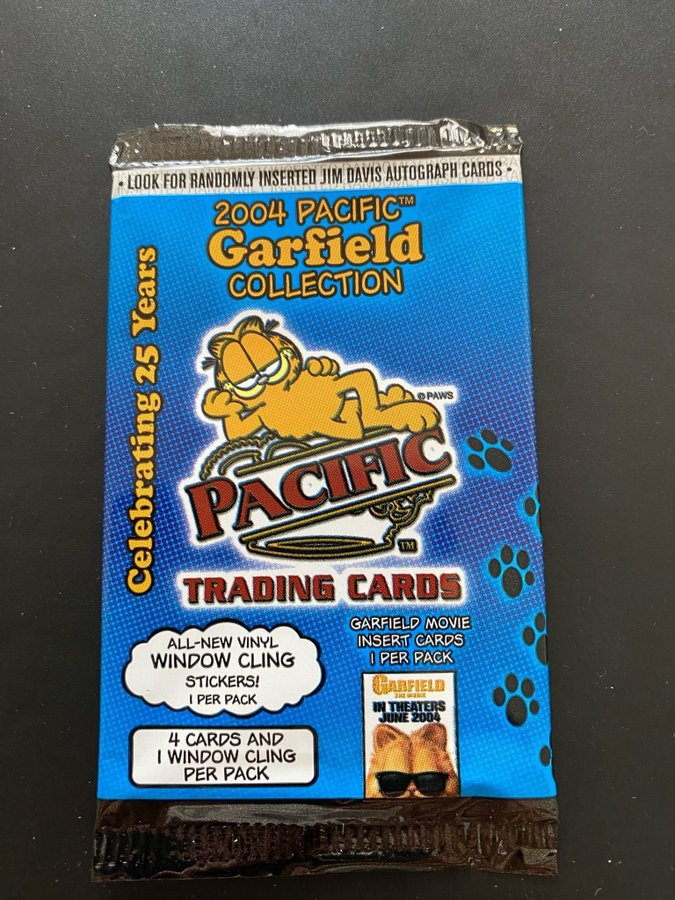 • LOOK FOR RANDOMLY INSERTED JIM DAVIS AUTOGRAPH CARDS •
2004 PACIFIC™
Garfield
COLLECTION
Celebrating 25 Years
© PAWS
PACIFIC
TM
TRADING CARDS
ALL-NEW VINYL
WINDOW CLING
STICKERS!
1 PER PACK
GARFIELD MOVIE
INSERT CARDS
1 PER PACK
4 CARDS AND
1 WINDOW CLING
PER PACK
GARFIELD
THE MOVIE
IN THEATERS
JUNE 2004